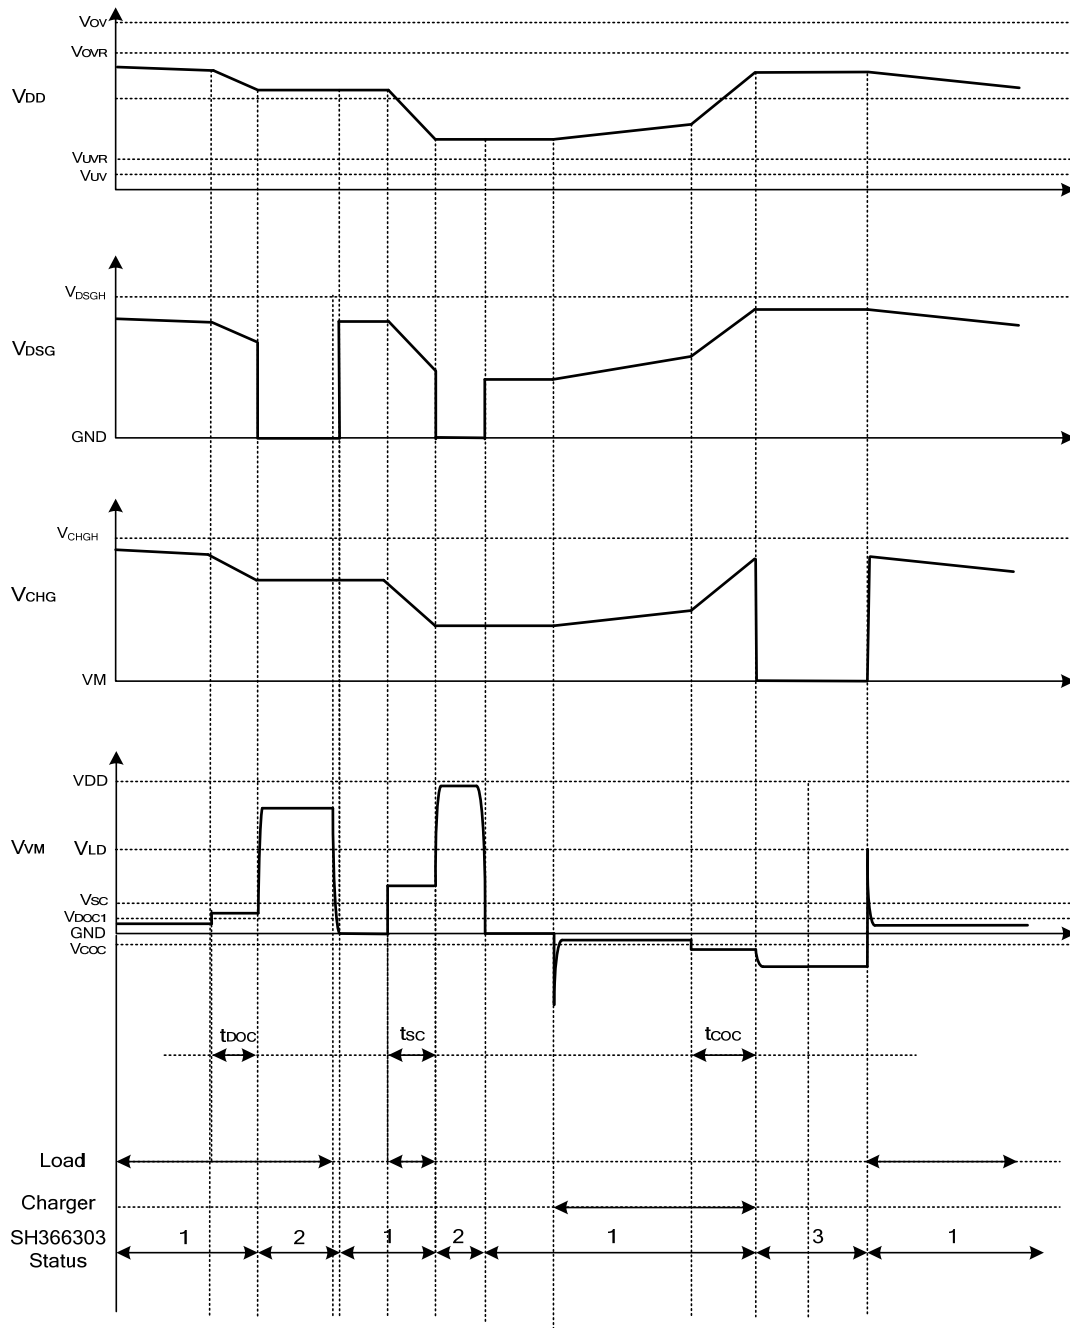 VOV
VOVR
VDD
VUVR
VUV
VDSGH
VDSG
GND
VCHGH
VCHG
VM
VDD
VVM VLD
VSC
VDOC1
GND
VCOC
tDOC tSC tCOC
Load
Charger
SH366303 1 2 1 2 1 3 1
Status